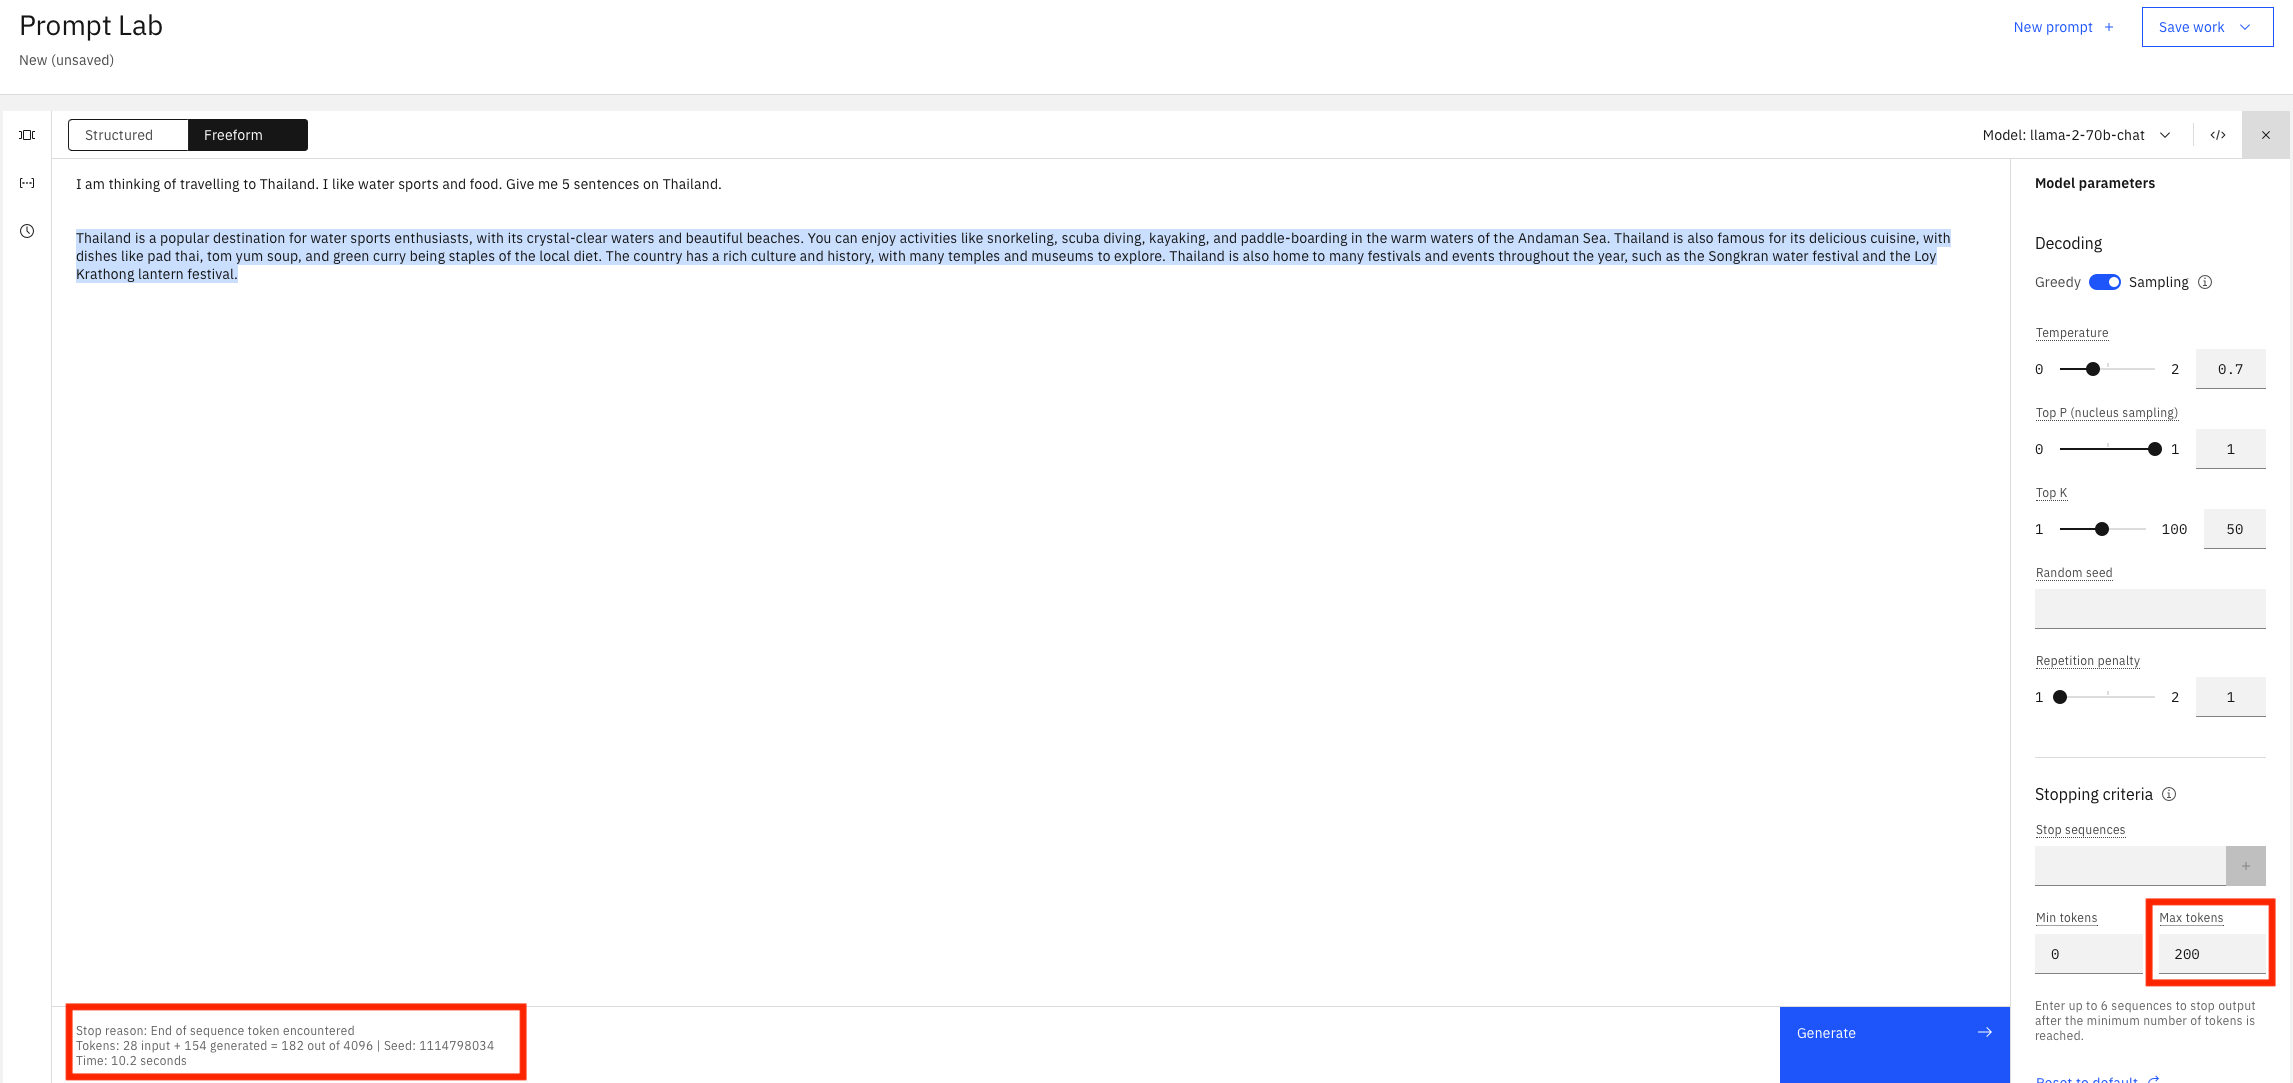 Prompt Lab
New (unsaved)
New prompt +
Save work
Structured
Freeform
Model: llama-2-70b-chat
</>
I am thinking of travelling to Thailand. I like water sports and food. Give me 5 sentences on Thailand.
Thailand is a popular destination for water sports enthusiasts, with its crystal-clear waters and beautiful beaches. You can enjoy activities like snorkeling, scuba diving, kayaking, and paddle-boarding in the warm waters of the Andaman Sea. Thailand is also famous for its delicious cuisine, with
dishes like pad thai, tom yum soup, and green curry being staples of the local diet. The country has a rich culture and history, with many temples and museums to explore. Thailand is also home to many festivals and events throughout the year, such as the Songkran water festival and the Loy
Krathong lantern festival.
Stop reason: End of sequence token encountered
Tokens: 28 input + 154 generated = 182 out of 4096 | Seed: 1114798034
Time: 10.2 seconds
Generate
Model parameters
Decoding
Greedy Sampling
Temperature
0 2 0.7
Top P (nucleus sampling)
0 1 1
Top K
1 100 50
Random seed
Repetition penalty
1 2 1
Stopping criteria
Stop sequences
+
Min tokens Max tokens
0 200
Enter up to 6 sequences to stop output
after the minimum number of tokens is
reached.
Reset to default